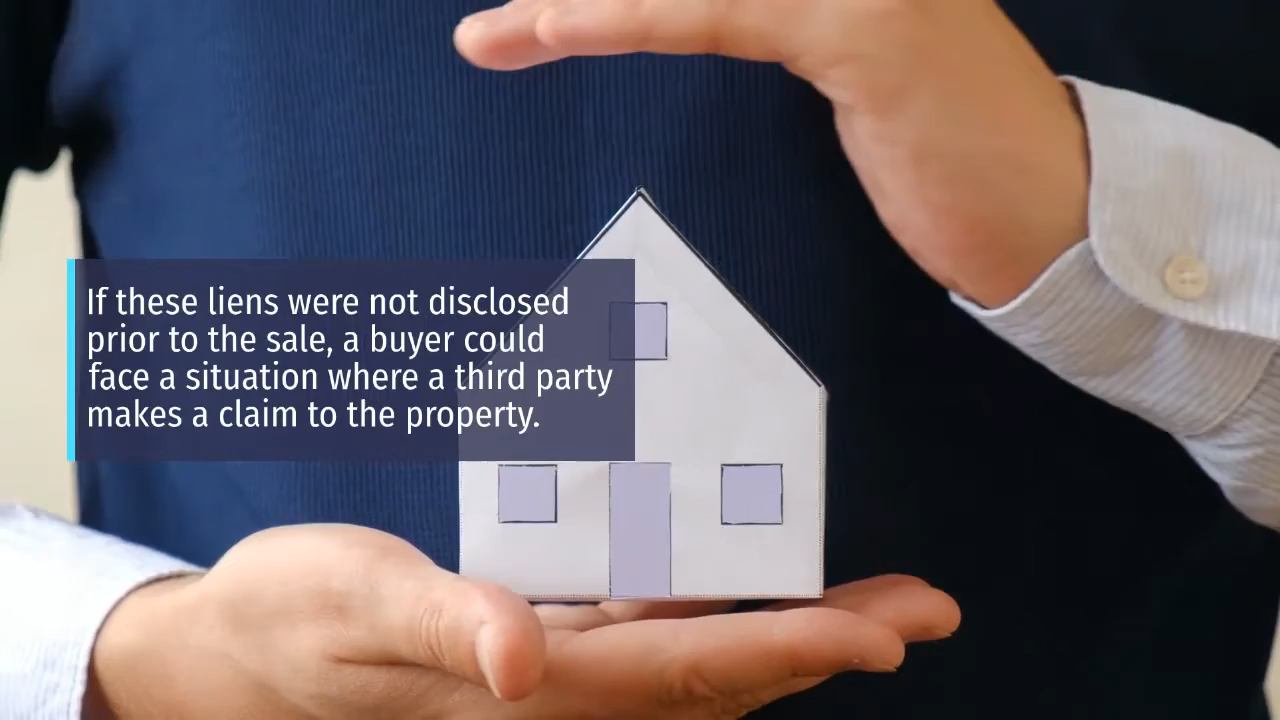 If these liens were not disclosed
prior to the sale, a buyer could
face a situation where a third party
makes a claim to the property.